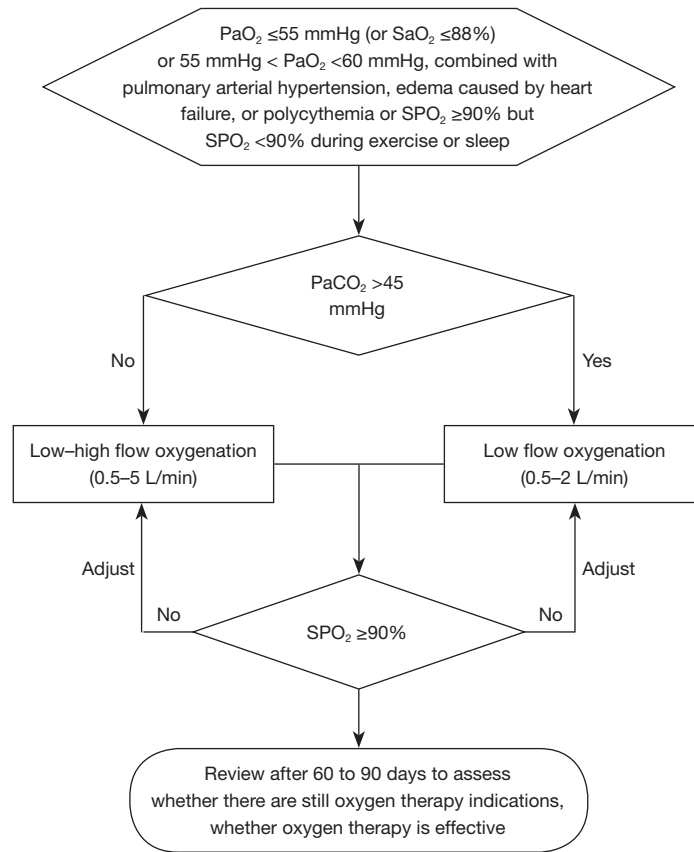 PaO₂ ≤55 mmHg (or SaO₂ ≤88%)
or 55 mmHg < PaO₂ <60 mmHg, combined with
pulmonary arterial hypertension, edema caused by heart
failure, or polycythemia or SPO₂ ≥90% but
SPO₂ <90% during exercise or sleep
PaCO₂ >45
mmHg
No
Yes
Low–high flow oxygenation
(0.5–5 L/min)
Low flow oxygenation
(0.5–2 L/min)
Adjust
Adjust
No
No
SPO₂ ≥90%
Review after 60 to 90 days to assess
whether there are still oxygen therapy indications,
whether oxygen therapy is effective